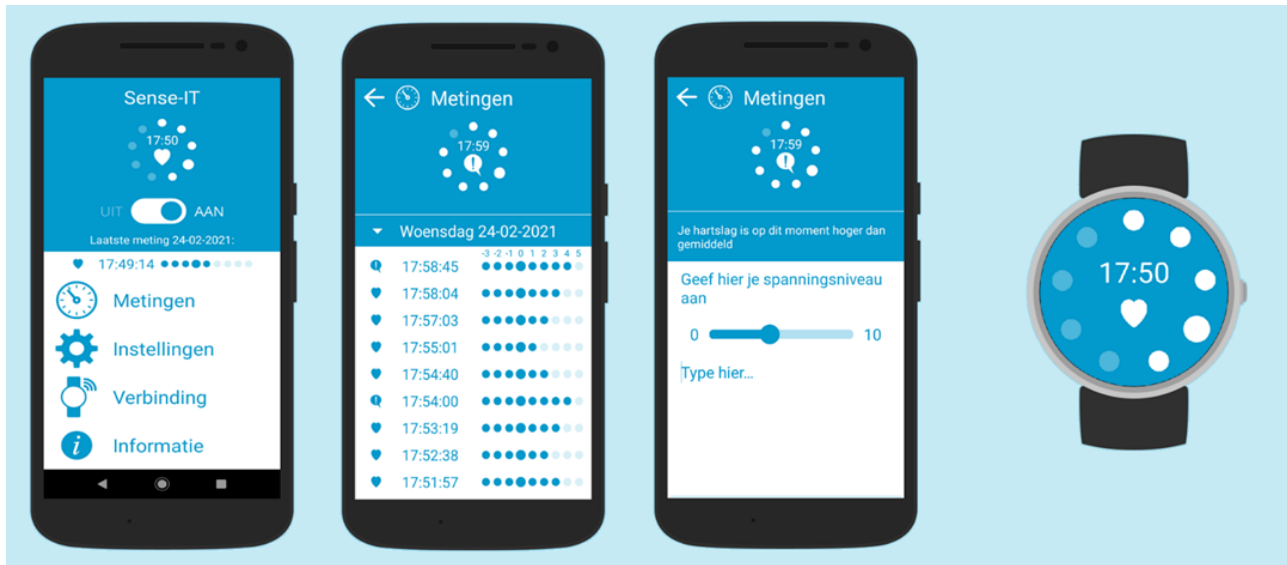 Sense-IT
17:50
UIT AAN
Laatste meting 24-02-2021:
17:49:14
Metingen
Instellingen
Verbinding
i Informatie
Metingen
17:59
!
Woensdag 24-02-2021
-3 -2 -1 0 1 2 3 4 5
17:58:45
17:58:04
17:57:03
17:55:01
17:54:40
17:54:00
17:53:19
17:52:38
17:51:57
Metingen
17:59
!
Je hartslag is op dit moment hoger dan
gemiddeld
Geef hier je spanningsniveau
aan
0 10
Type hier...
17:50